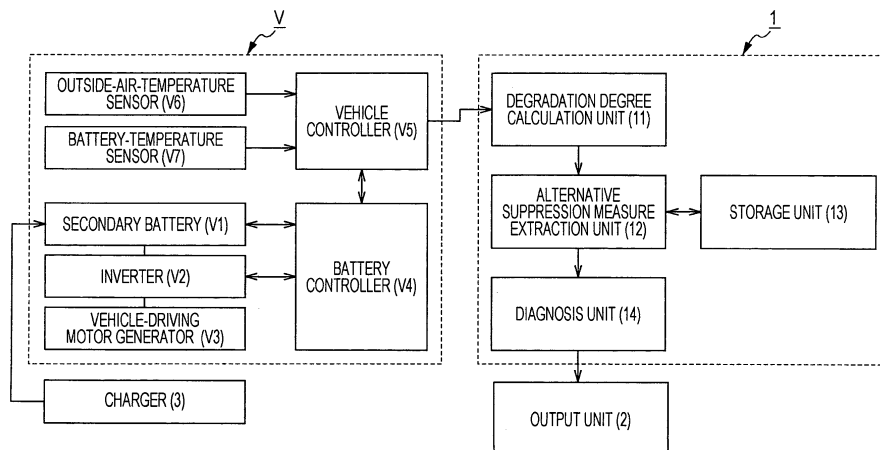 V
1
OUTSIDE-AIR-TEMPERATURE
SENSOR (V6)
BATTERY-TEMPERATURE
SENSOR (V7)
VEHICLE
CONTROLLER (V5)
SECONDARY BATTERY (V1)
INVERTER (V2)
VEHICLE-DRIVING
MOTOR GENERATOR (V3)
BATTERY
CONTROLLER (V4)
CHARGER (3)
DEGRADATION DEGREE
CALCULATION UNIT (11)
ALTERNATIVE
SUPPRESSION MEASURE
EXTRACTION UNIT (12)
STORAGE UNIT (13)
DIAGNOSIS UNIT (14)
OUTPUT UNIT (2)